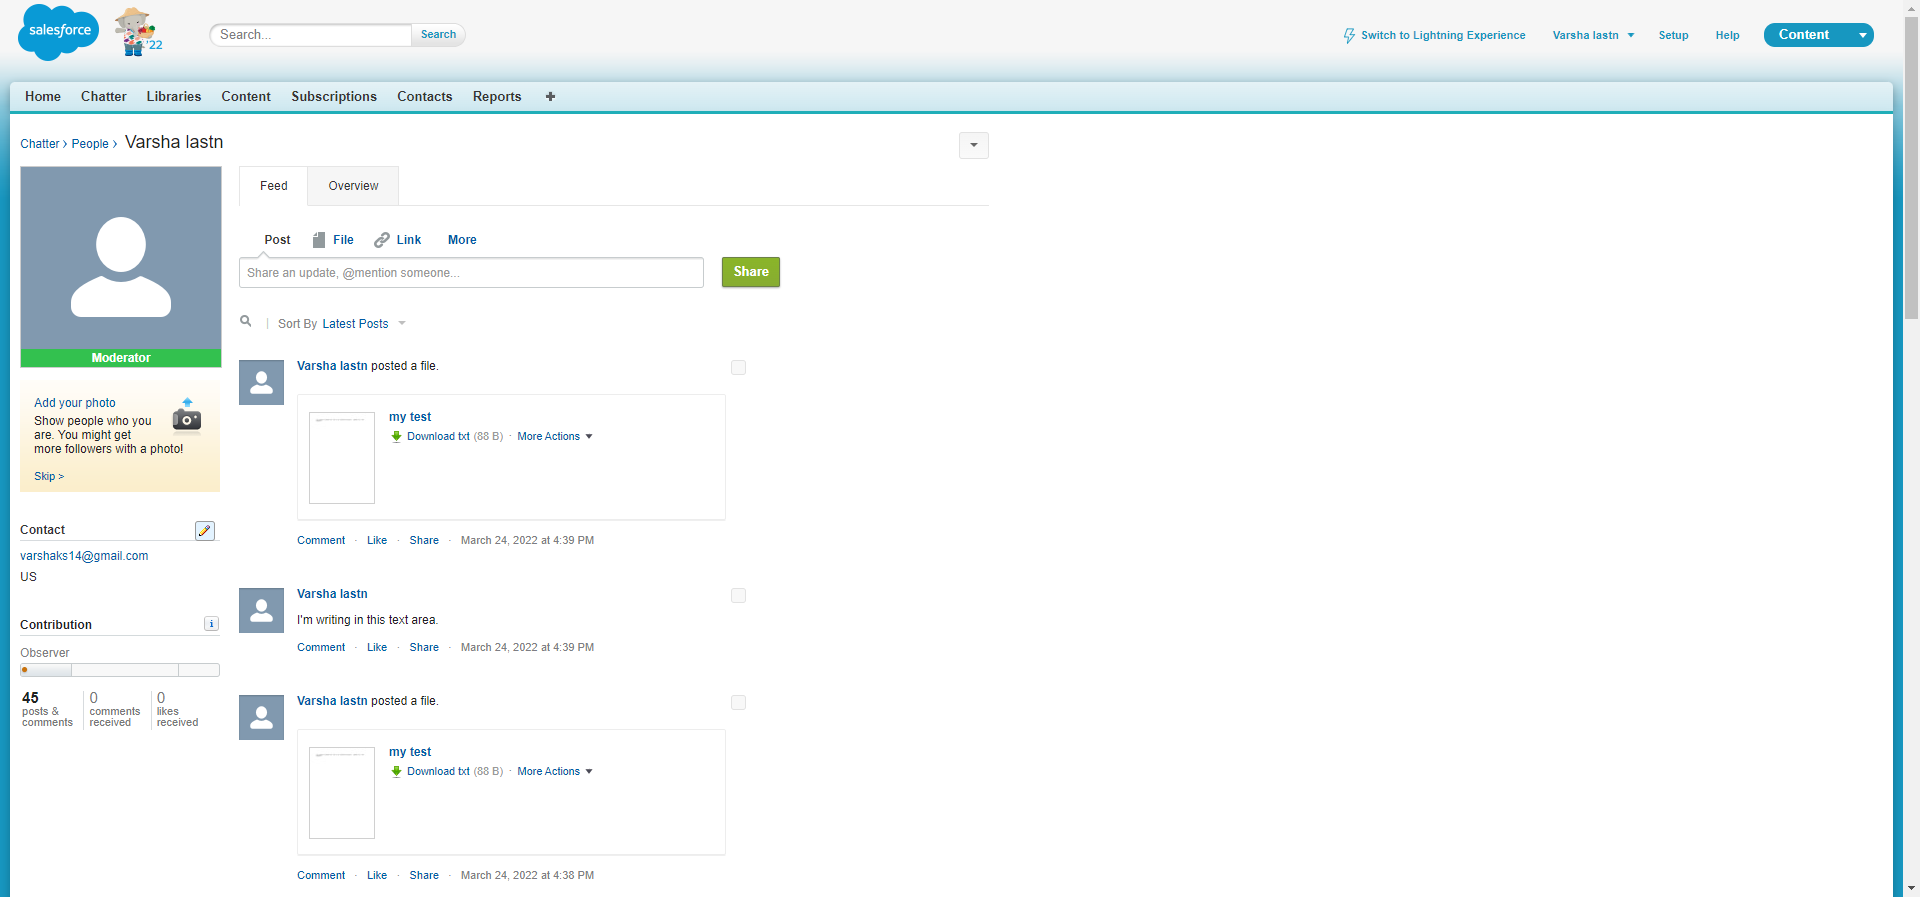 salesforce
'22
Search...
Search
Switch to Lightning Experience
Varsha lastn
Setup
Help
Content
Home
Chatter
Libraries
Content
Subscriptions
Contacts
Reports
+
Chatter › People › Varsha lastn
Moderator
Add your photo
Show people who you
are. You might get
more followers with a photo!
Skip >
Contact
varshaks14@gmail.com
US
Contribution
i
Observer
45
posts &
comments
0
comments
received
0
likes
received
Feed
Overview
Post
File
Link
More
Share an update, @mention someone...
Share
| Sort By Latest Posts
Varsha lastn posted a file.
my test
Download txt (88 B) · More Actions
Comment · Like · Share · March 24, 2022 at 4:39 PM
Varsha lastn
I'm writing in this text area.
Comment · Like · Share · March 24, 2022 at 4:39 PM
Varsha lastn posted a file.
my test
Download txt (88 B) · More Actions
Comment · Like · Share · March 24, 2022 at 4:38 PM